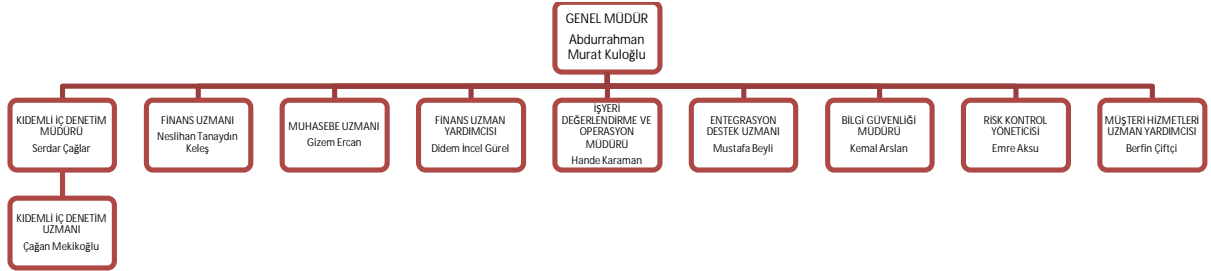 GENEL MÜDÜR
Abdurrahman
Murat Kuloğlu
KIDEMLİ İÇ DENETİM
MÜDÜRÜ
Serdar Çağlar
FİNANS UZMANI
Neslihan Tanaydın
Keleş
MUHASEBE UZMANI
Gizem Ercan
FİNANS UZMAN
YARDIMCISI
Didem İncel Gürel
İŞYERİ
DEĞERLENDİRME VE
OPERASYON
MÜDÜRÜ
Hande Karaman
ENTEGRASYON
DESTEK UZMANI
Mustafa Beyli
BİLGİ GÜVENLİĞİ
MÜDÜRÜ
Kemal Arslan
RİSK KONTROL
YÖNETİCİSİ
Emre Aksu
MÜŞTERİ HİZMETLERİ
UZMAN YARDIMCISI
Berfin Çiftçi
KIDEMLİ İÇ DENETİM
UZMANI
Çağan Mekikoğlu